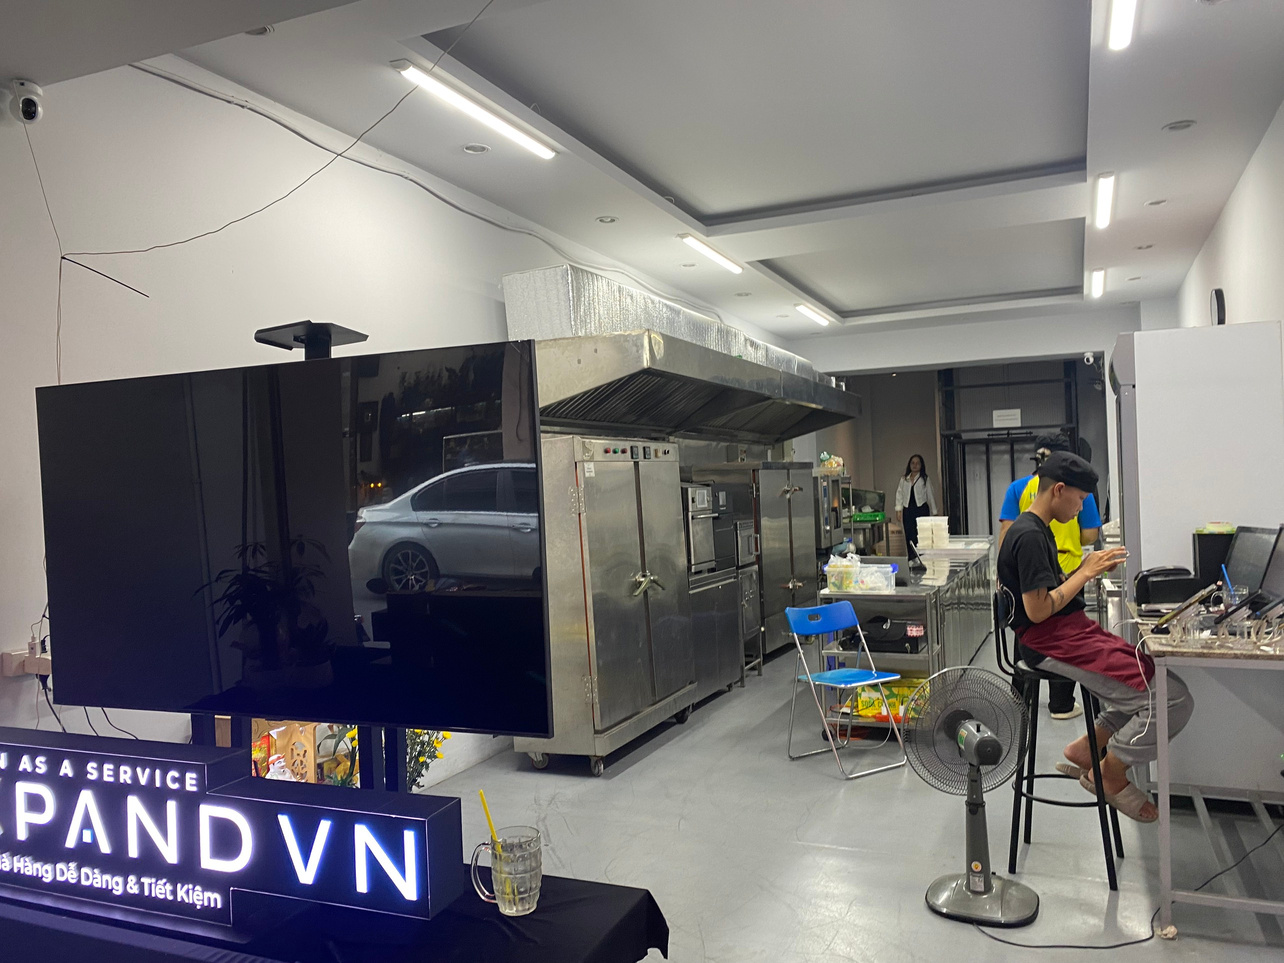 AS A SERVICE
PAND VN
Hàng Dễ Dàng & Tiết Kiệm